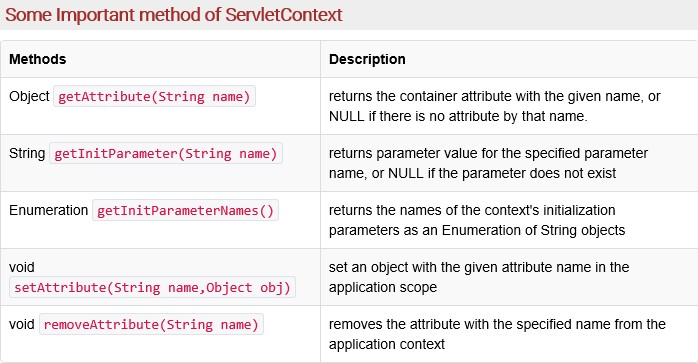 Some Important method of ServletContext
Methods Description
Object getAttribute(String name) returns the container attribute with the given name, or
NULL if there is no attribute by that name.
String getInitParameter(String name) returns parameter value for the specified parameter
name, or NULL if the parameter does not exist
Enumeration getInitParameterNames() returns the names of the context's initialization
parameters as an Enumeration of String objects
void
setAttribute(String name,Object obj)
set an object with the given attribute name in the
application scope
void removeAttribute(String name) removes the attribute with the specified name from the
application context